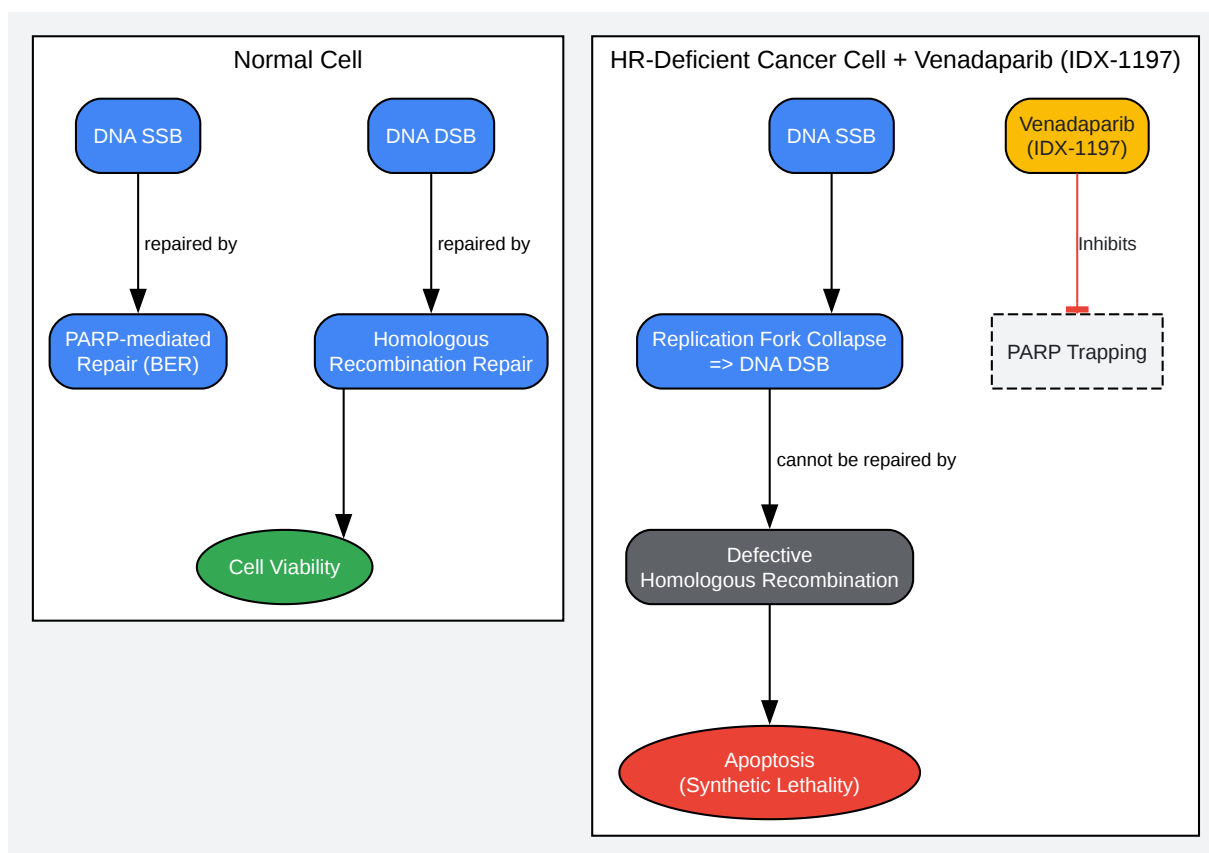 Normal Cell
DNA SSB
DNA DSB
repaired by
repaired by
PARP-mediated
Repair (BER)
Homologous
Recombination Repair
Cell Viability
HR-Deficient Cancer Cell + Venadaparib (IDX-1197)
DNA SSB
Venadaparib
(IDX-1197)
Inhibits
Replication Fork Collapse
=> DNA DSB
PARP Trapping
cannot be repaired by
Defective
Homologous Recombination
Apoptosis
(Synthetic Lethality)